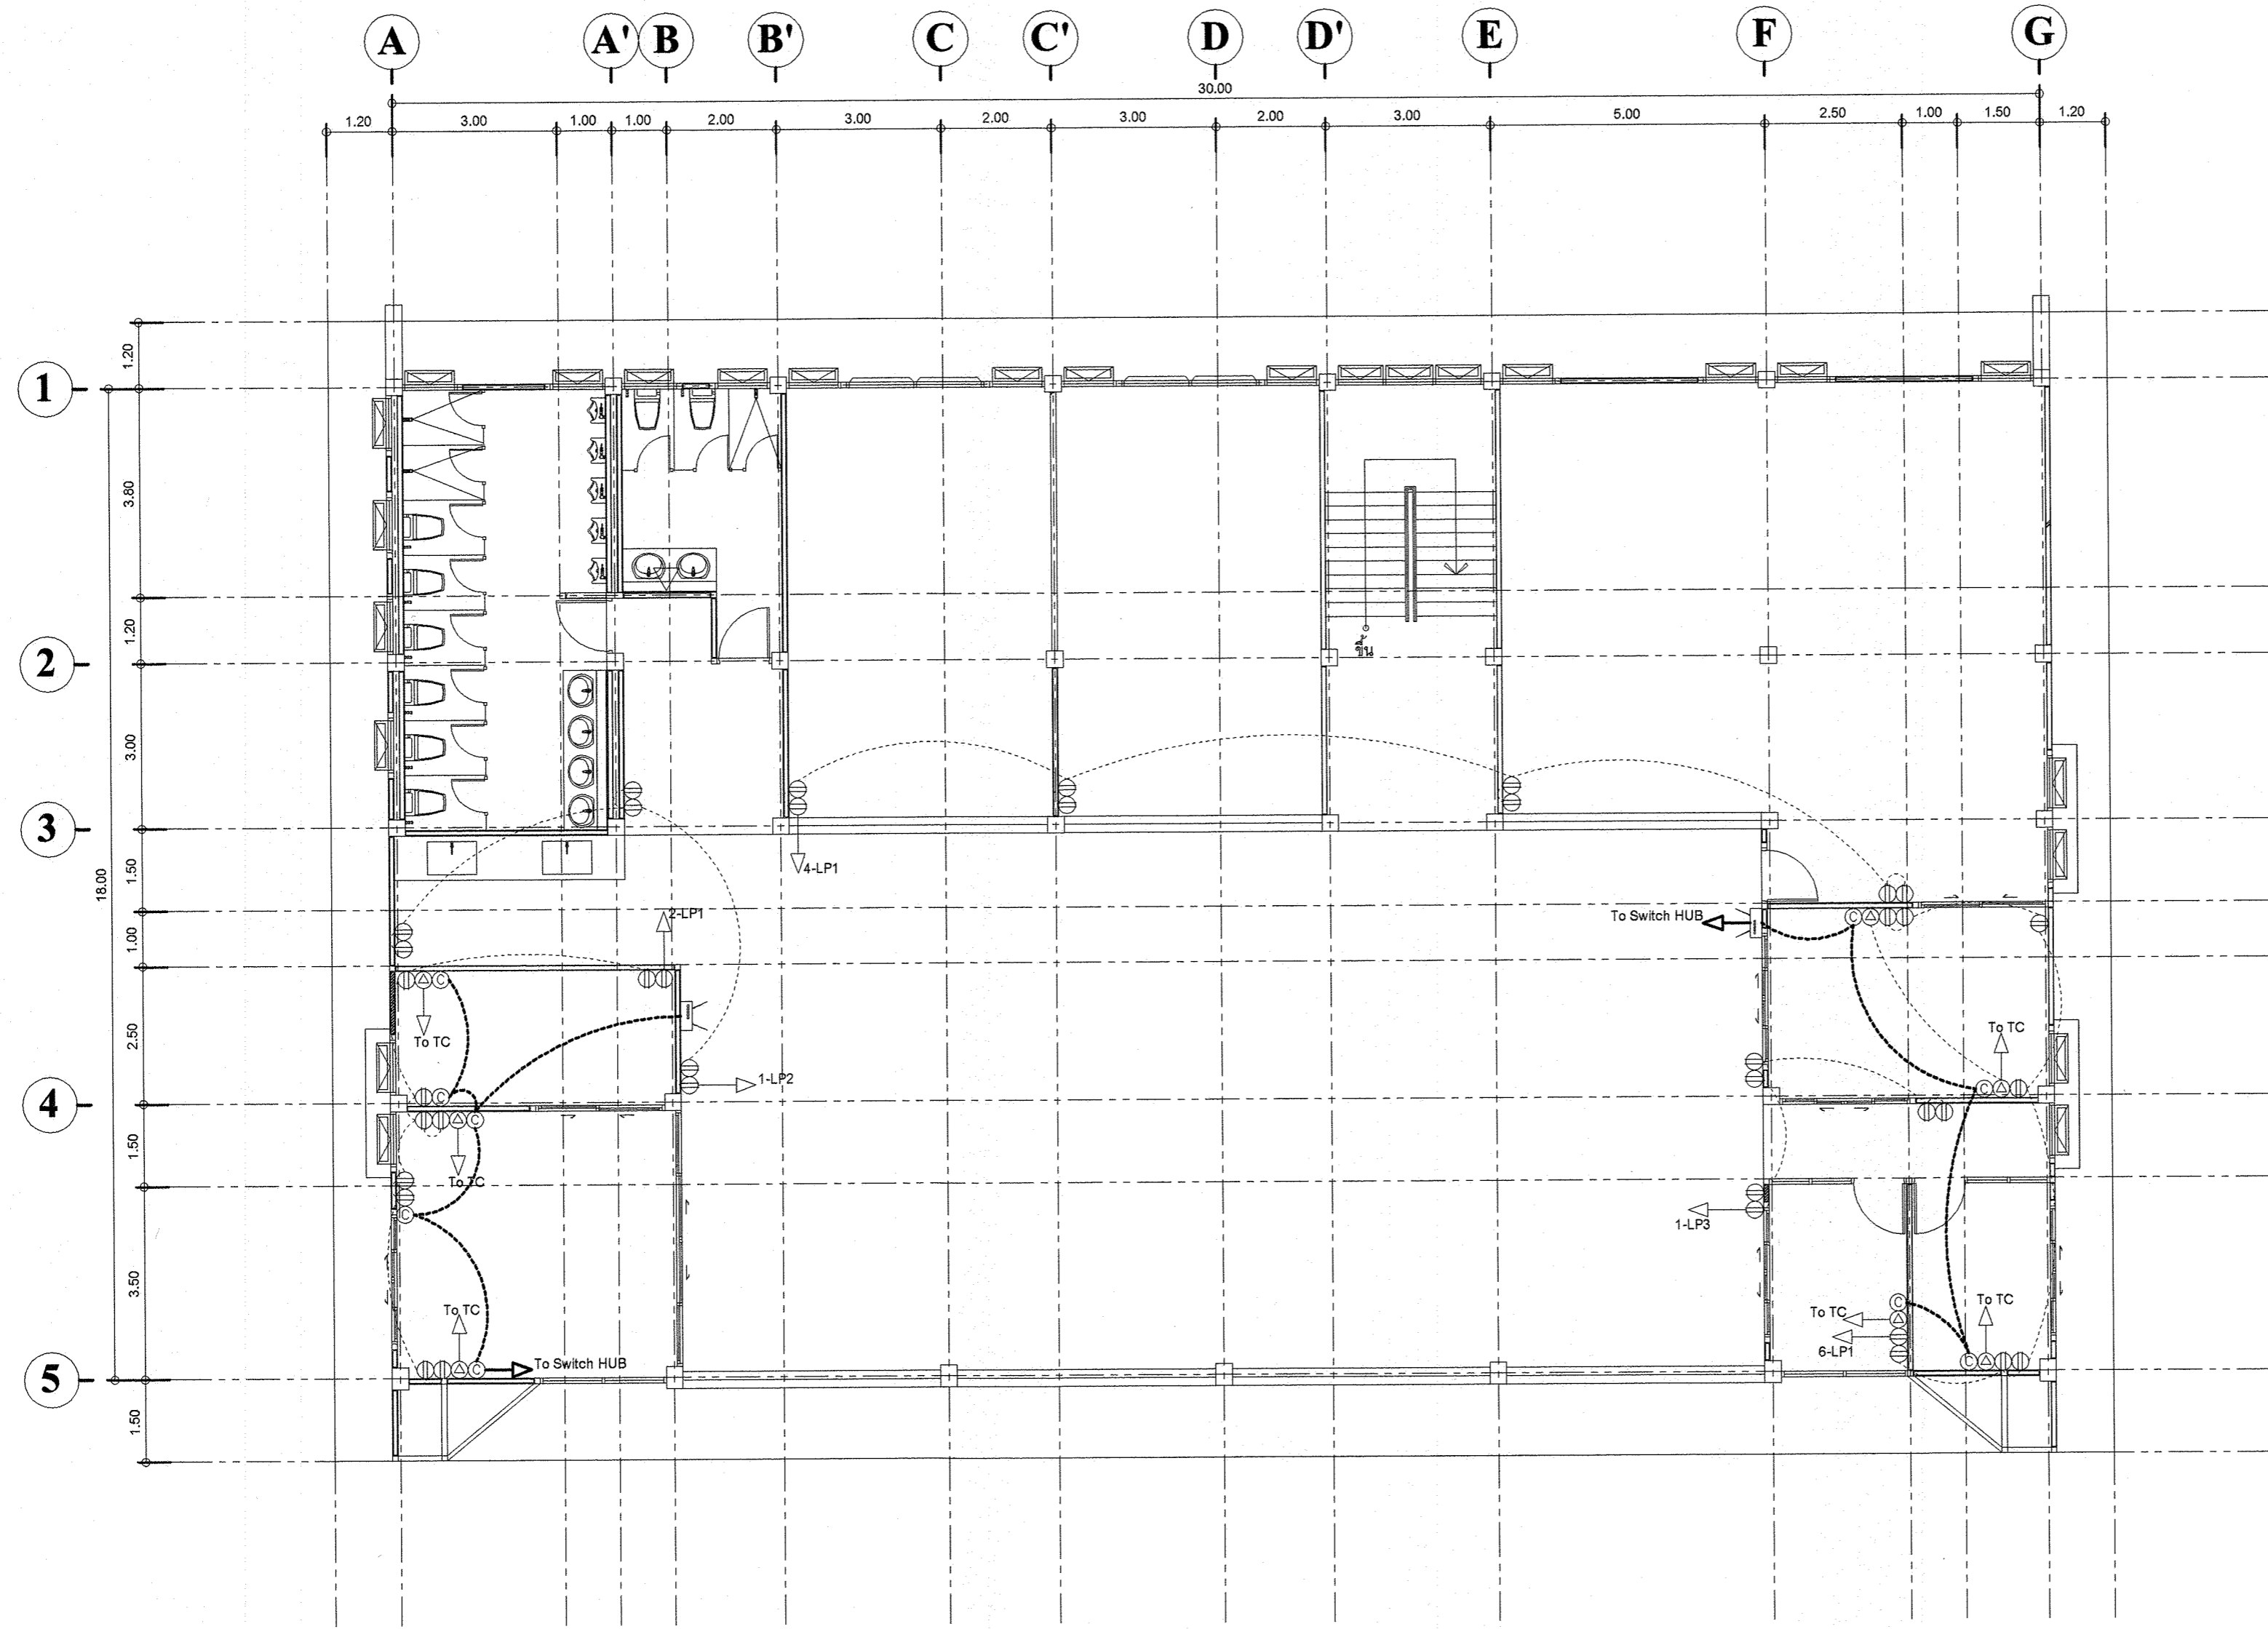 A A' B B' C C' D D' E F G
30.00
1.20 3.00 1.00 1.00 2.00 3.00 2.00 3.00 2.00 3.00 5.00 2.50 1.00 1.50 1.20
1.20
1
3.80
1.20
2
ขึ้น
3.00
3
4-LP1
1.50
18.00
2-LP1
To Switch HUB
C
1.00
C
To TC
To TC
2.50
1-LP2
C
C
4
C
1.50
To TC
C
1-LP3
3.50
To TC
C
To TC
To TC
6-LP1
To Switch HUB
C
C
5
1.50